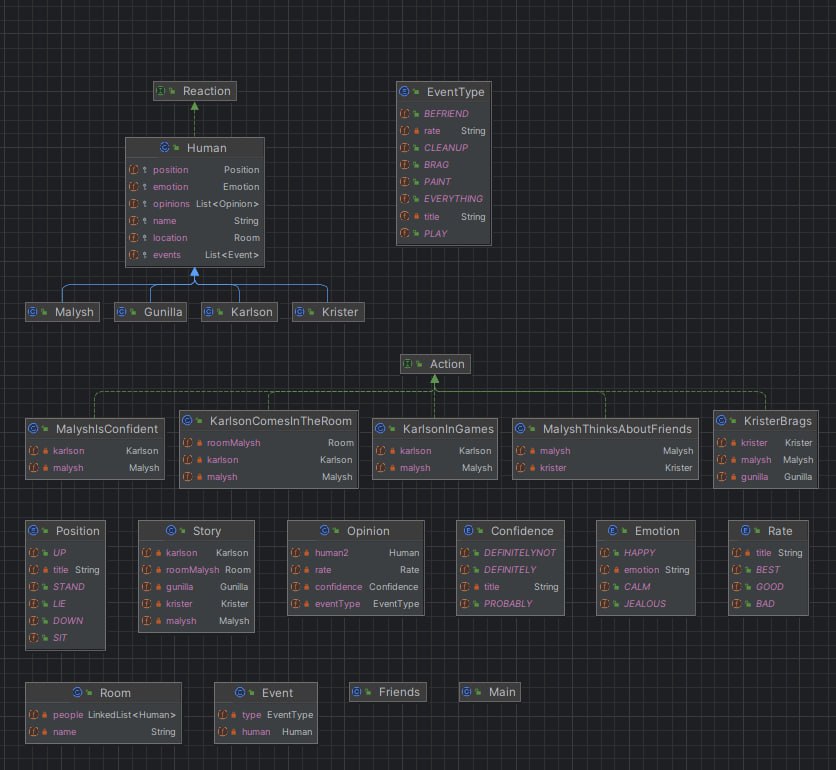 Reaction
Human
position Position
emotion Emotion
opinions List<Opinion>
name String
location Room
events List<Event>
EventType
BEFRIEND
rate String
CLEANUP
BRAG
PAINT
EVERYTHING
title String
PLAY
Malysh
Gunilla
Karlson
Krister
Action
MalyshIsConfident
karlson Karlson
malysh Malysh
KarlsonComesInTheRoom
roomMalysh Room
karlson Karlson
malysh Malysh
KarlsonInGames
karlson Karlson
malysh Malysh
MalyshThinksAboutFriends
malysh Malysh
krister Krister
KristerBrags
krister Krister
malysh Malysh
gunilla Gunilla
Position
UP
title String
STAND
LIE
DOWN
SIT
Story
karlson Karlson
roomMalysh Room
gunilla Gunilla
krister Krister
malysh Malysh
Opinion
human2 Human
rate Rate
confidence Confidence
eventType EventType
Confidence
DEFINITELYNOT
DEFINITELY
title String
PROBABLY
Emotion
HAPPY
emotion String
CALM
JEALOUS
Rate
title String
BEST
GOOD
BAD
Room
people LinkedList<Human>
name String
Event
type EventType
human Human
Friends
Main